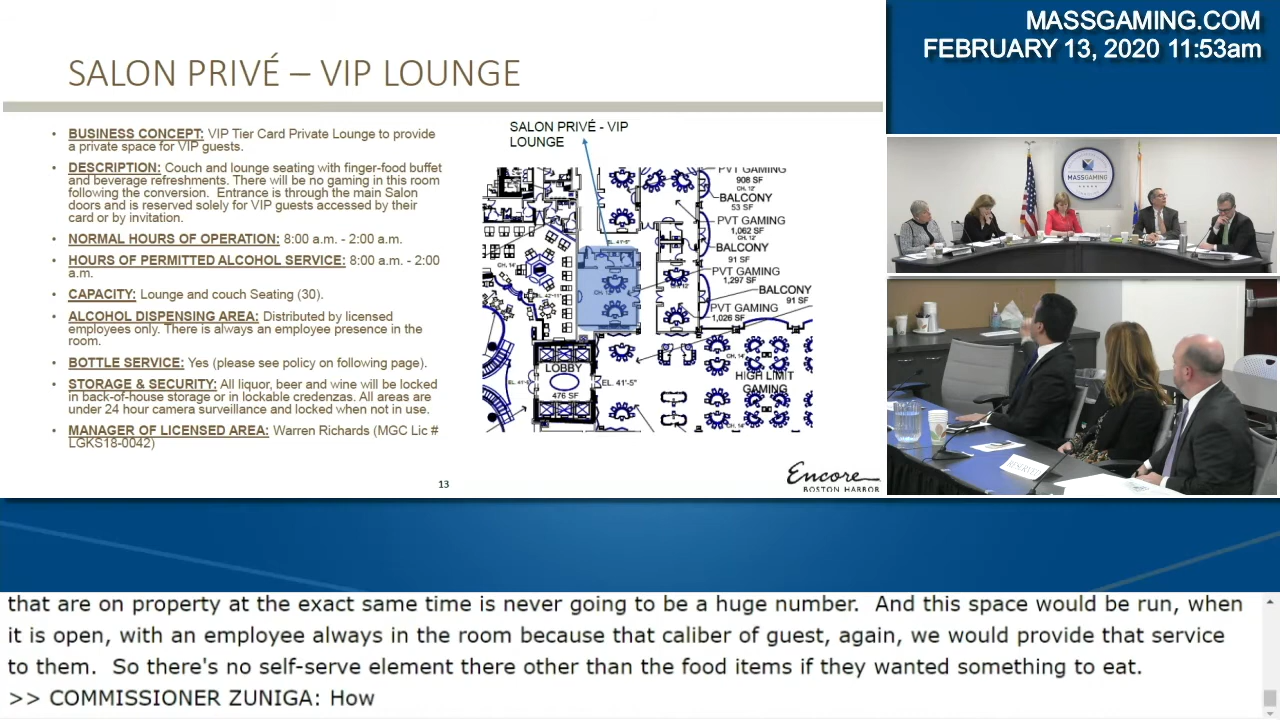 MASSGAMING.COM
FEBRUARY 13, 2020 11:53am
SALON PRIVÉ – VIP LOUNGE
• BUSINESS CONCEPT: VIP Tier Card Private Lounge to provide
a private space for VIP guests.
• DESCRIPTION: Couch and lounge seating with finger-food buffet
and beverage refreshments. There will be no gaming in this room
following the conversion. Entrance is through the main Salon
doors and is reserved solely for VIP guests accessed by their
card or by invitation.
• NORMAL HOURS OF OPERATION: 8:00 a.m. - 2:00 a.m.
• HOURS OF PERMITTED ALCOHOL SERVICE: 8:00 a.m. - 2:00
a.m.
• CAPACITY: Lounge and couch Seating (30).
• ALCOHOL DISPENSING AREA: Distributed by licensed
employees only. There is always an employee presence in the
room.
• BOTTLE SERVICE: Yes (please see policy on following page).
• STORAGE & SECURITY: All liquor, beer and wine will be locked
in back-of-house storage or in lockable credenzas. All areas are
under 24 hour camera surveillance and locked when not in use.
• MANAGER OF LICENSED AREA: Warren Richards (MGC Lic #
LGKS18-0042)
SALON PRIVÉ - VIP
LOUNGE
PVT GAMING
908 SF
CH. 12'
BALCONY
53 SF
PVT GAMING
1,062 SF
CH. 12'
BALCONY
91 SF
PVT GAMING
1,297 SF
BALCONY
91 SF
PVT GAMING
1,026 SF
HIGH LIMIT
GAMING
LOBBY
476 SF
EL. 41'-5"
13
Encore
BOSTON HARBOR
MASSGAMING
RESERVED
that are on property at the exact same time is never going to be a huge number. And this space would be run, when
it is open, with an employee always in the room because that caliber of guest, again, we would provide that service
to them. So there's no self-serve element there other than the food items if they wanted something to eat.
>> COMMISSIONER ZUNIGA: How